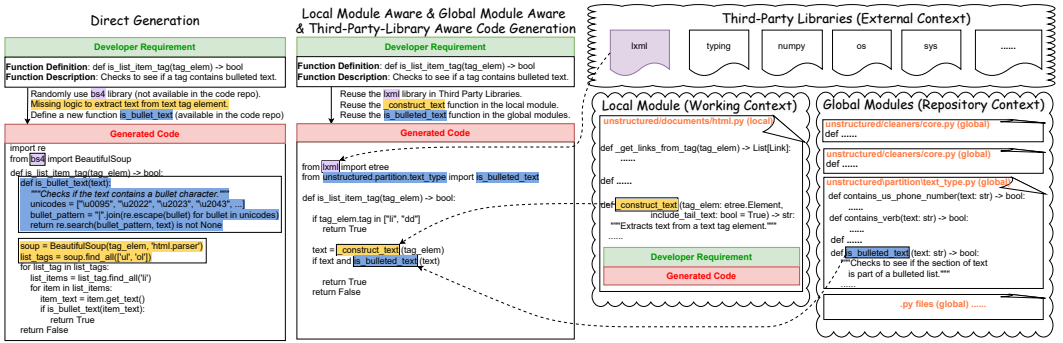 Direct Generation
Developer Requirement
Function Definition: def is_list_item_tag(tag_elem) -> bool
Function Description: Checks to see if a tag contains bulleted text.
Randomly use bs4 library (not available in the code repo).
Missing logic to extract text from text tag element.
Define a new function is_bullet_text (available in the code repo)
Generated Code
import re
from bs4 import BeautifulSoup
def is_list_item_tag(tag_elem) -> bool:
def is_bullet_text(text):
"""Checks if the text contains a bullet character."""
unicodes = ["\u0095", "\u2022", "\u2023", "\u2043", ...]
bullet_pattern = "|".join(re.escape(bullet) for bullet in unicodes)
return re.search(bullet_pattern, text) is not None
soup = BeautifulSoup(tag_elem, 'html.parser')
list_tags = soup.find_all(['ul', 'ol'])
for list_tag in list_tags:
list_items = list_tag.find_all('li')
for item in list_items:
item_text = item.get_text()
if is_bullet_text(item_text):
return True
return False
Local Module Aware & Global Module Aware
& Third-Party-Library Aware Code Generation
Developer Requirement
Function Definition: def is_list_item_tag(tag_elem) -> bool
Function Description: Checks to see if a tag contains bulleted text.
Reuse the lxml library in Third Party Libraries.
Reuse the _construct_text function in the local module.
Reuse the is_bulleted_text function in the global modules.
Generated Code
from lxml import etree
from unstructured.partition.text_type import is_bulleted_text
def is_list_item_tag(tag_elem) -> bool:
if tag_elem.tag in ["li", "dd"]
return True
text = _construct_text(tag_elem)
if text and is_bulleted_text(text)
return True
return False
Third-Party Libraries (External Context)
lxml
typing
numpy
os
sys
......
Local Module (Working Context)
unstructured/documents/html.py (local)
def _get_links_from_tag(tag_elem) -> List[Link]:
......
def ......
def _construct_text(tag_elem: etree.Element,
include_tail_text: bool = True) -> str:
"""Extracts text from a text tag element."""
......
Developer Requirement
Generated Code
Global Modules (Repository Context)
unstructured/cleaners/core.py (global)
def ......
unstructured/cleaners/core.py (global)
def ......
unstructured\partition\text_type.py (global)
def contains_us_phone_number(text: str) -> bool:
......
def contains_verb(text: str) -> bool:
......
def ......
def is_bulleted_text (text: str) -> bool:
"""Checks to see if the section of text
is part of a bulleted list."""
......
.py files (global) ......